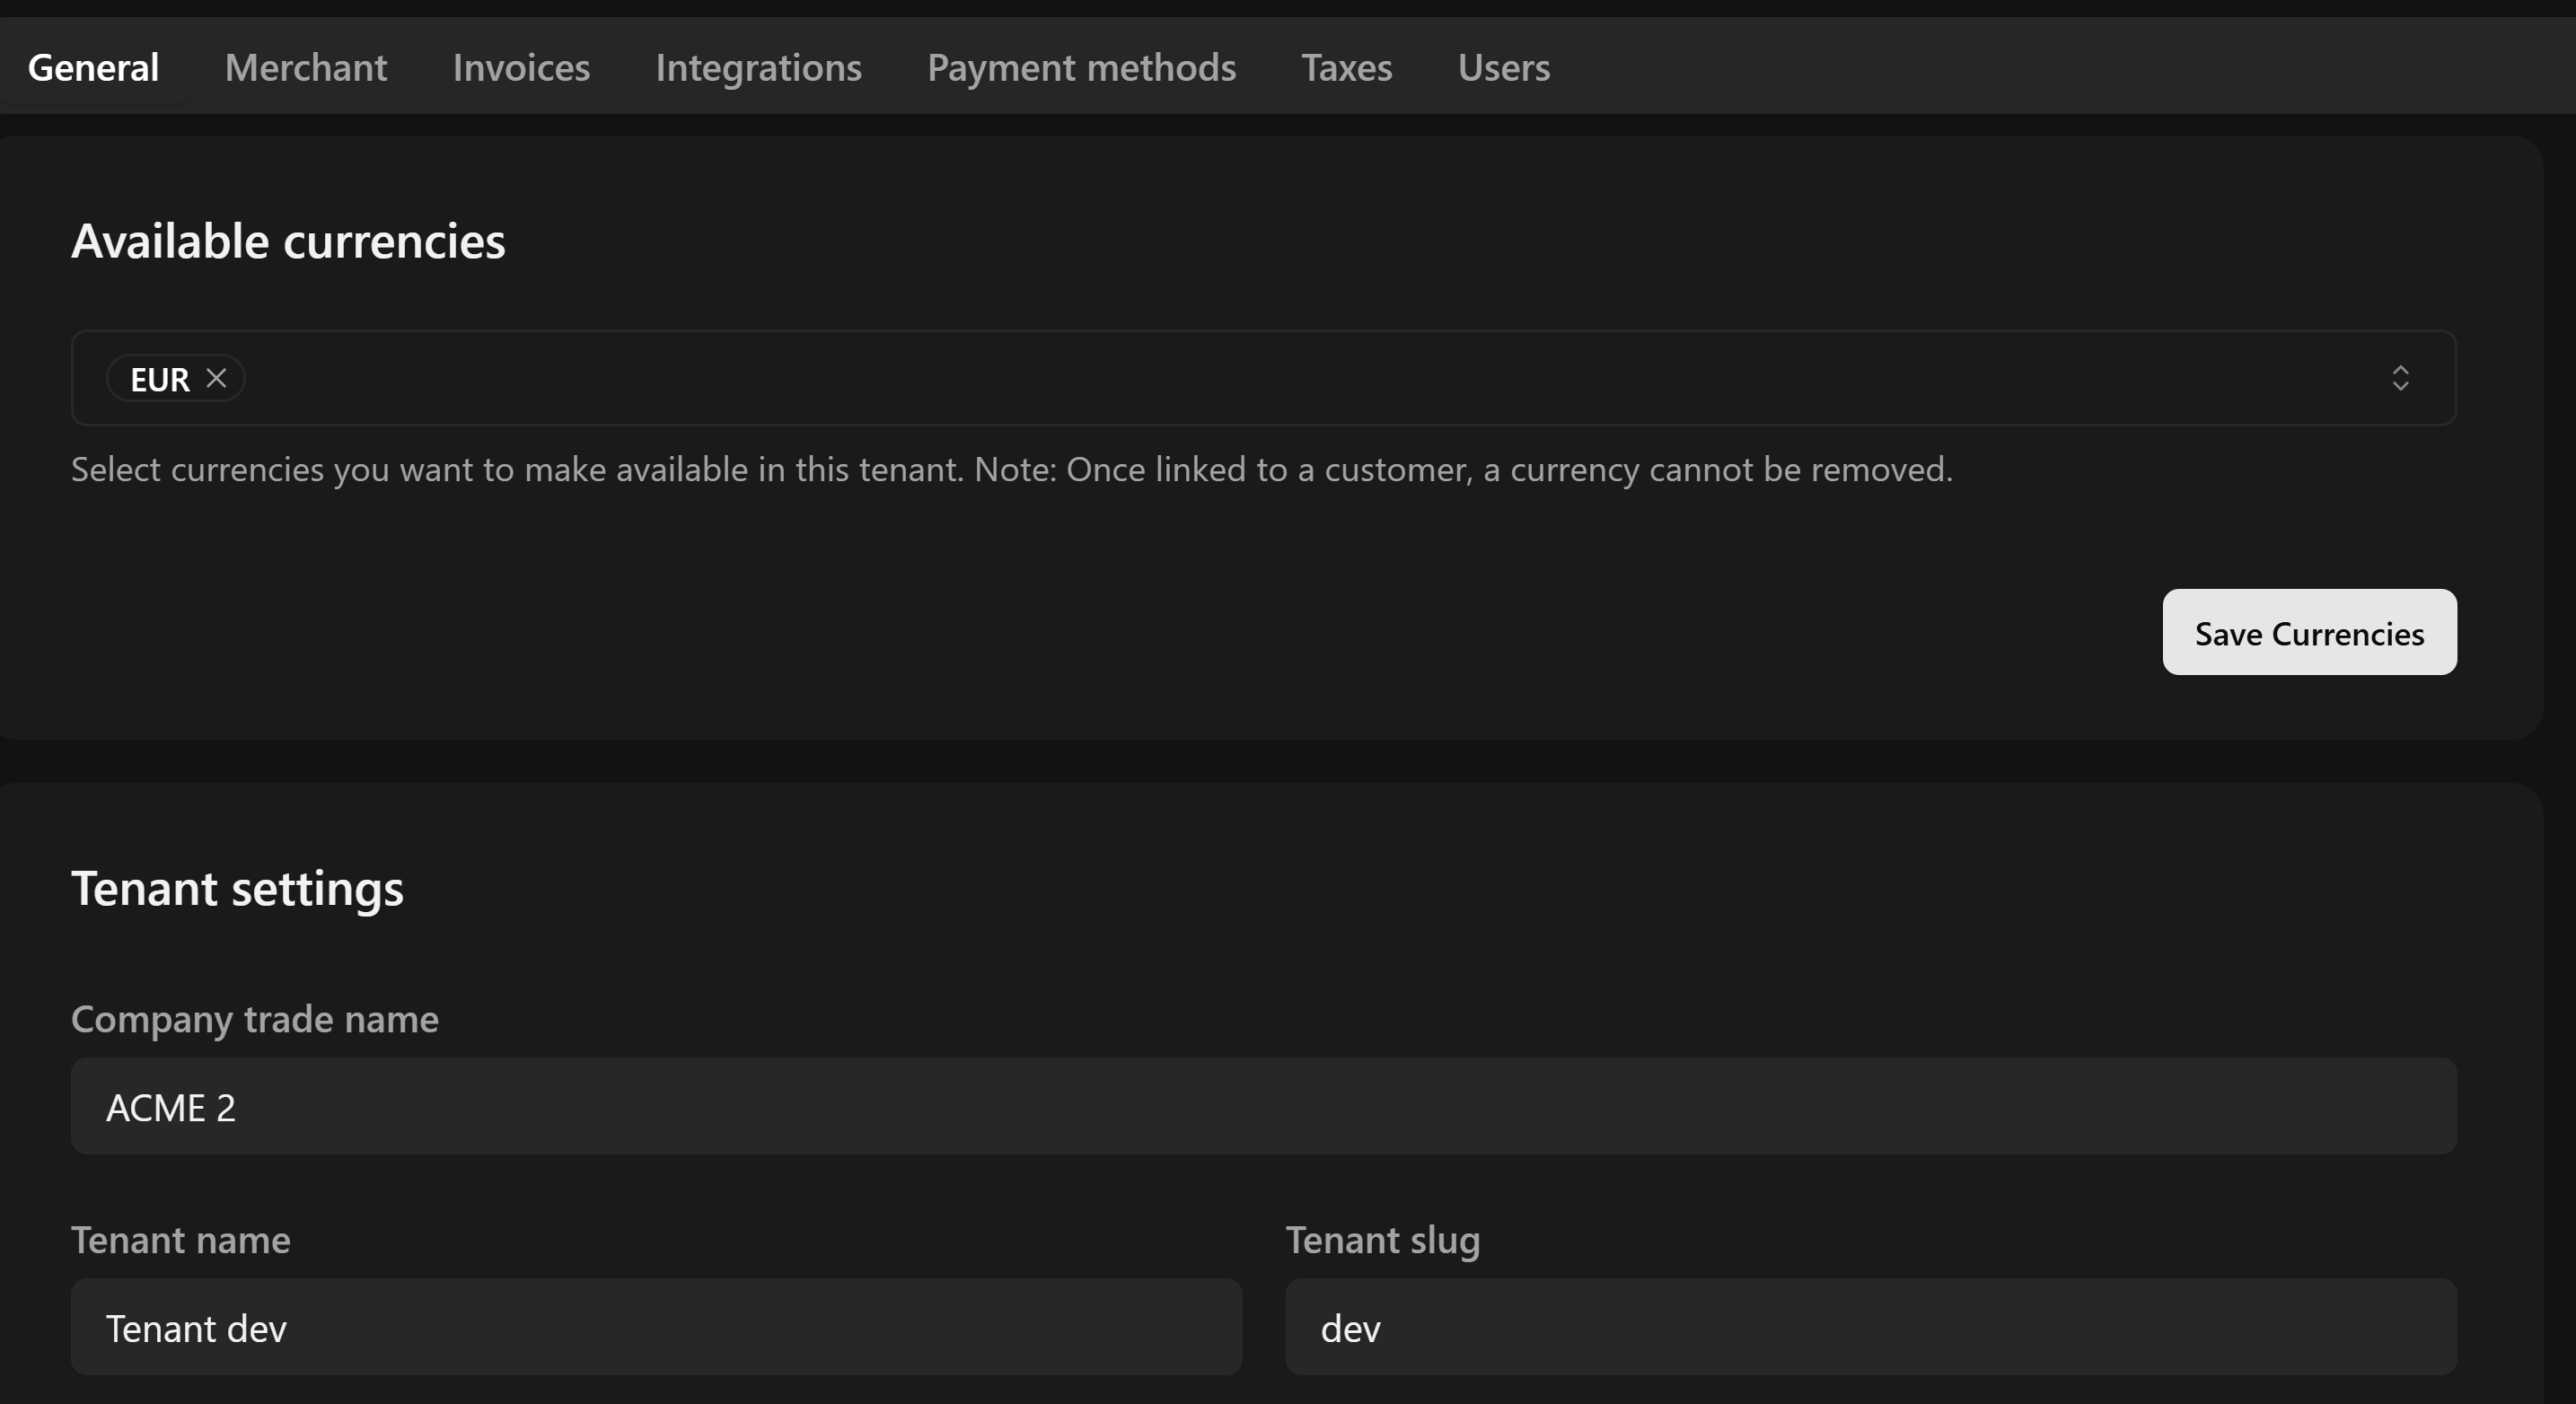 General Merchant Invoices Integrations Payment methods Taxes Users
Available currencies
EUR
Select currencies you want to make available in this tenant. Note: Once linked to a customer, a currency cannot be removed.
Save Currencies
Tenant settings
Company trade name
ACME 2
Tenant name Tenant slug
Tenant dev dev